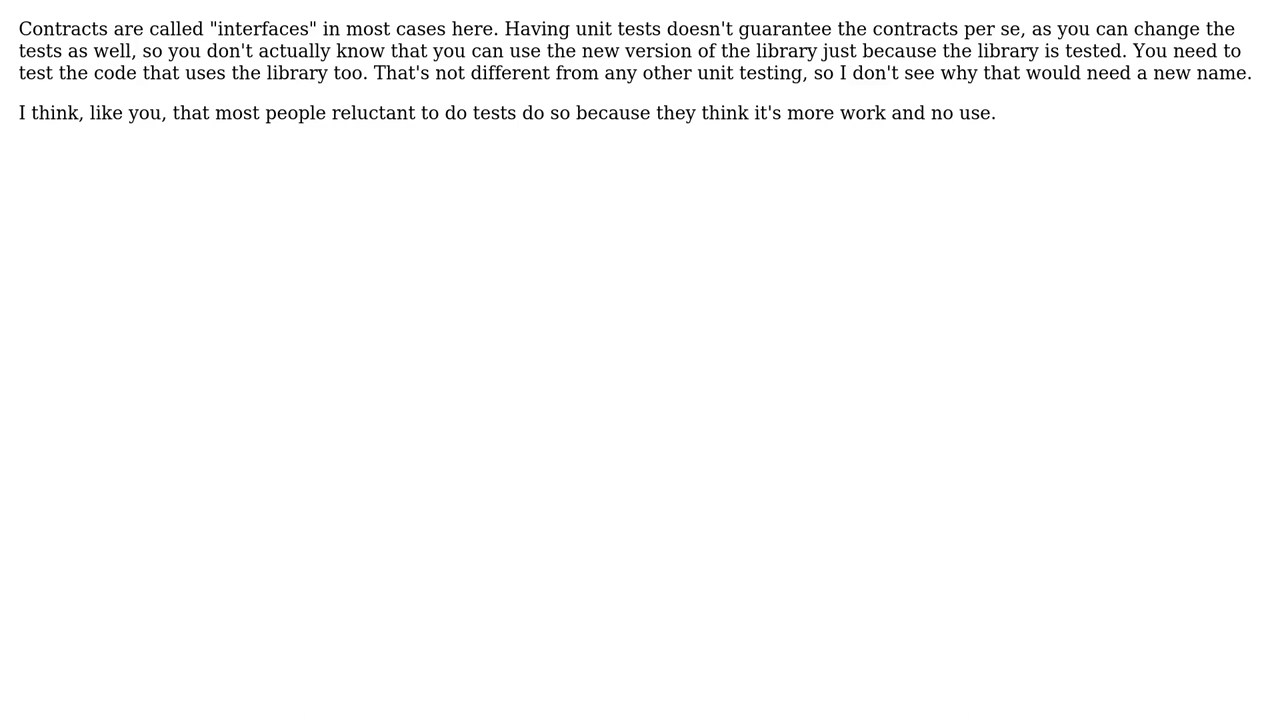 Contracts are called "interfaces" in most cases here. Having unit tests doesn't guarantee the contracts per se, as you can change the
tests as well, so you don't actually know that you can use the new version of the library just because the library is tested. You need to
test the code that uses the library too. That's not different from any other unit testing, so I don't see why that would need a new name.
I think, like you, that most people reluctant to do tests do so because they think it's more work and no use.